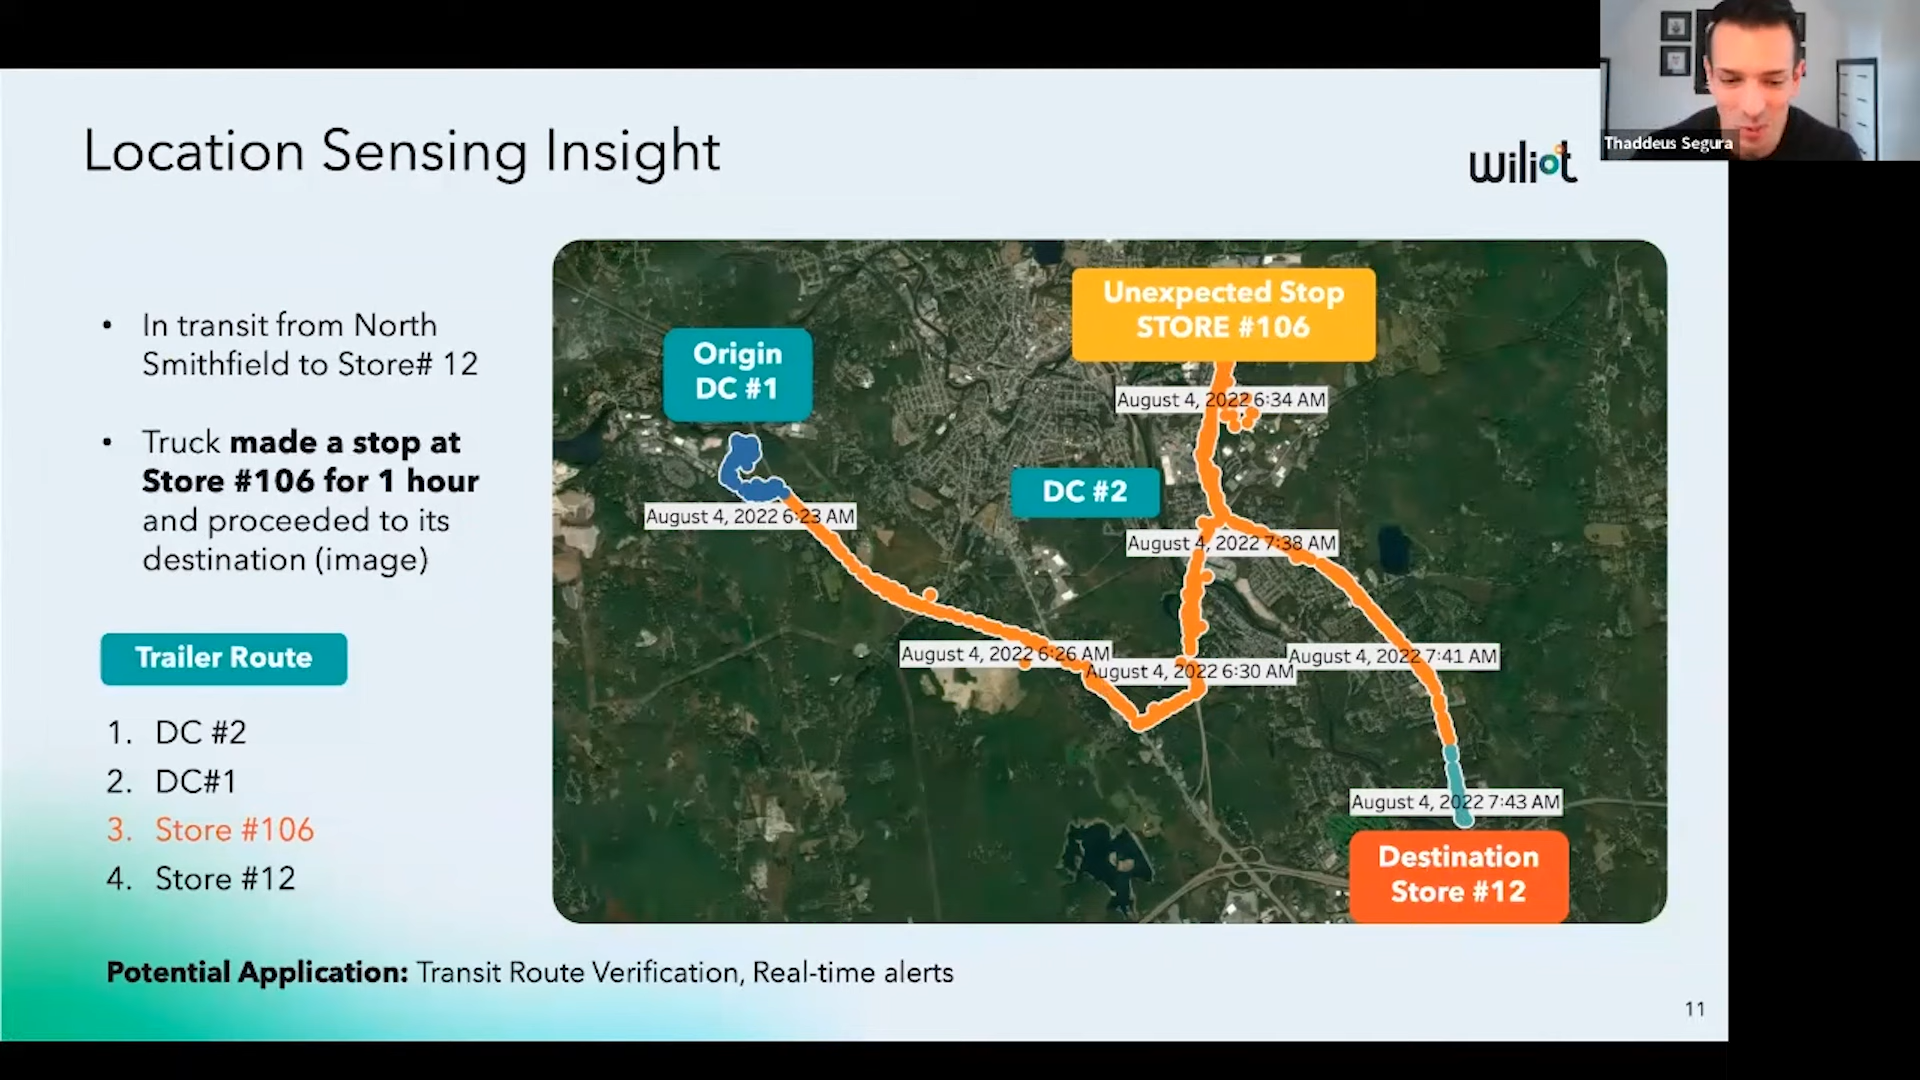 Thaddeus Segura
Location Sensing Insight
wiliot
• In transit from North
Smithfield to Store# 12
• Truck made a stop at
Store #106 for 1 hour
and proceeded to its
destination (image)
Trailer Route
1. DC #2
2. DC#1
3. Store #106
4. Store #12
Origin
DC #1
Unexpected Stop
STORE #106
August 4, 2022 6:34 AM
DC #2
August 4, 2022 6:23 AM
August 4, 2022 7:38 AM
August 4, 2022 6:26 AM
August 4, 2022 6:30 AM
August 4, 2022 7:41 AM
August 4, 2022 7:43 AM
Destination
Store #12
Potential Application: Transit Route Verification, Real-time alerts
11